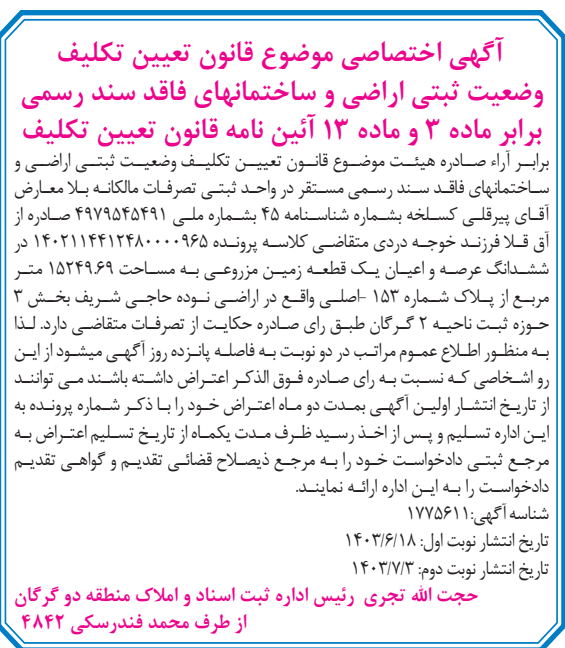 آگهی اختصاصی موضوع قانون تعیین تکلیف
وضعیت ثبتی اراضی و ساختمانهای فاقد سند رسمی
برابر ماده ۳ و ماده ۱۳ آئین نامه قانون تعیین تکلیف
برابر آراء صادره هیئت موضوع قانون تعیین تکلیف وضعیت ثبتی اراضی و
ساختمانهای فاقد سند رسمی مستقر در واحد ثبتی تصرفات مالکانه بلا معارض
آقای پیرقلی کسلخه بشماره شناسنامه ۴۵ بشماره ملی ۴۹۷۹۵۴۵۴۹۱ صادره از
آق قلا فرزند خوجه دردی متقاضی کلاسه پرونده ۱۴۰۲۱۱۴۴۱۲۴۸۰۰۰۰۹۶۵ در
ششدانگ عرصه و اعیان یک قطعه زمین مزروعی به مساحت ۱۵۲۴۹.۶۹ متر
مربع از پلاک شماره ۱۵۳ -اصلی واقع در اراضی نوده حاجی شریف بخش ۳
حوزه ثبت ناحیه ۲ گرگان طبق رای صادره حکایت از تصرفات متقاضی دارد. لذا
به منظور اطلاع عموم مراتب در دو نوبت به فاصله پانزده روز آگهی میشود از این
رو اشخاصی که نسبت به رای صادره فوق الذکر اعتراض داشته باشند می توانند
از تاریخ انتشار اولین آگهی بمدت دو ماه اعتراض خود را با ذکر شماره پرونده به
این اداره تسلیم و پس از اخذ رسید ظرف مدت یکماه از تاریخ تسلیم اعتراض به
مرجع ثبتی دادخواست خود را به مرجع ذیصلاح قضائی تقدیم و گواهی تقدیم
دادخواست را به این اداره ارائه نمایند.
شناسه آگهی:۱۷۷۵۶۱۱
تاریخ انتشار نوبت اول: ۱۴۰۳/۶/۱۸
تاریخ انتشار نوبت دوم: ۱۴۰۳/۷/۳
حجت الله تجری رئیس اداره ثبت اسناد و املاک منطقه دو گرگان
از طرف محمد فندرسکی ۴۸۴۲